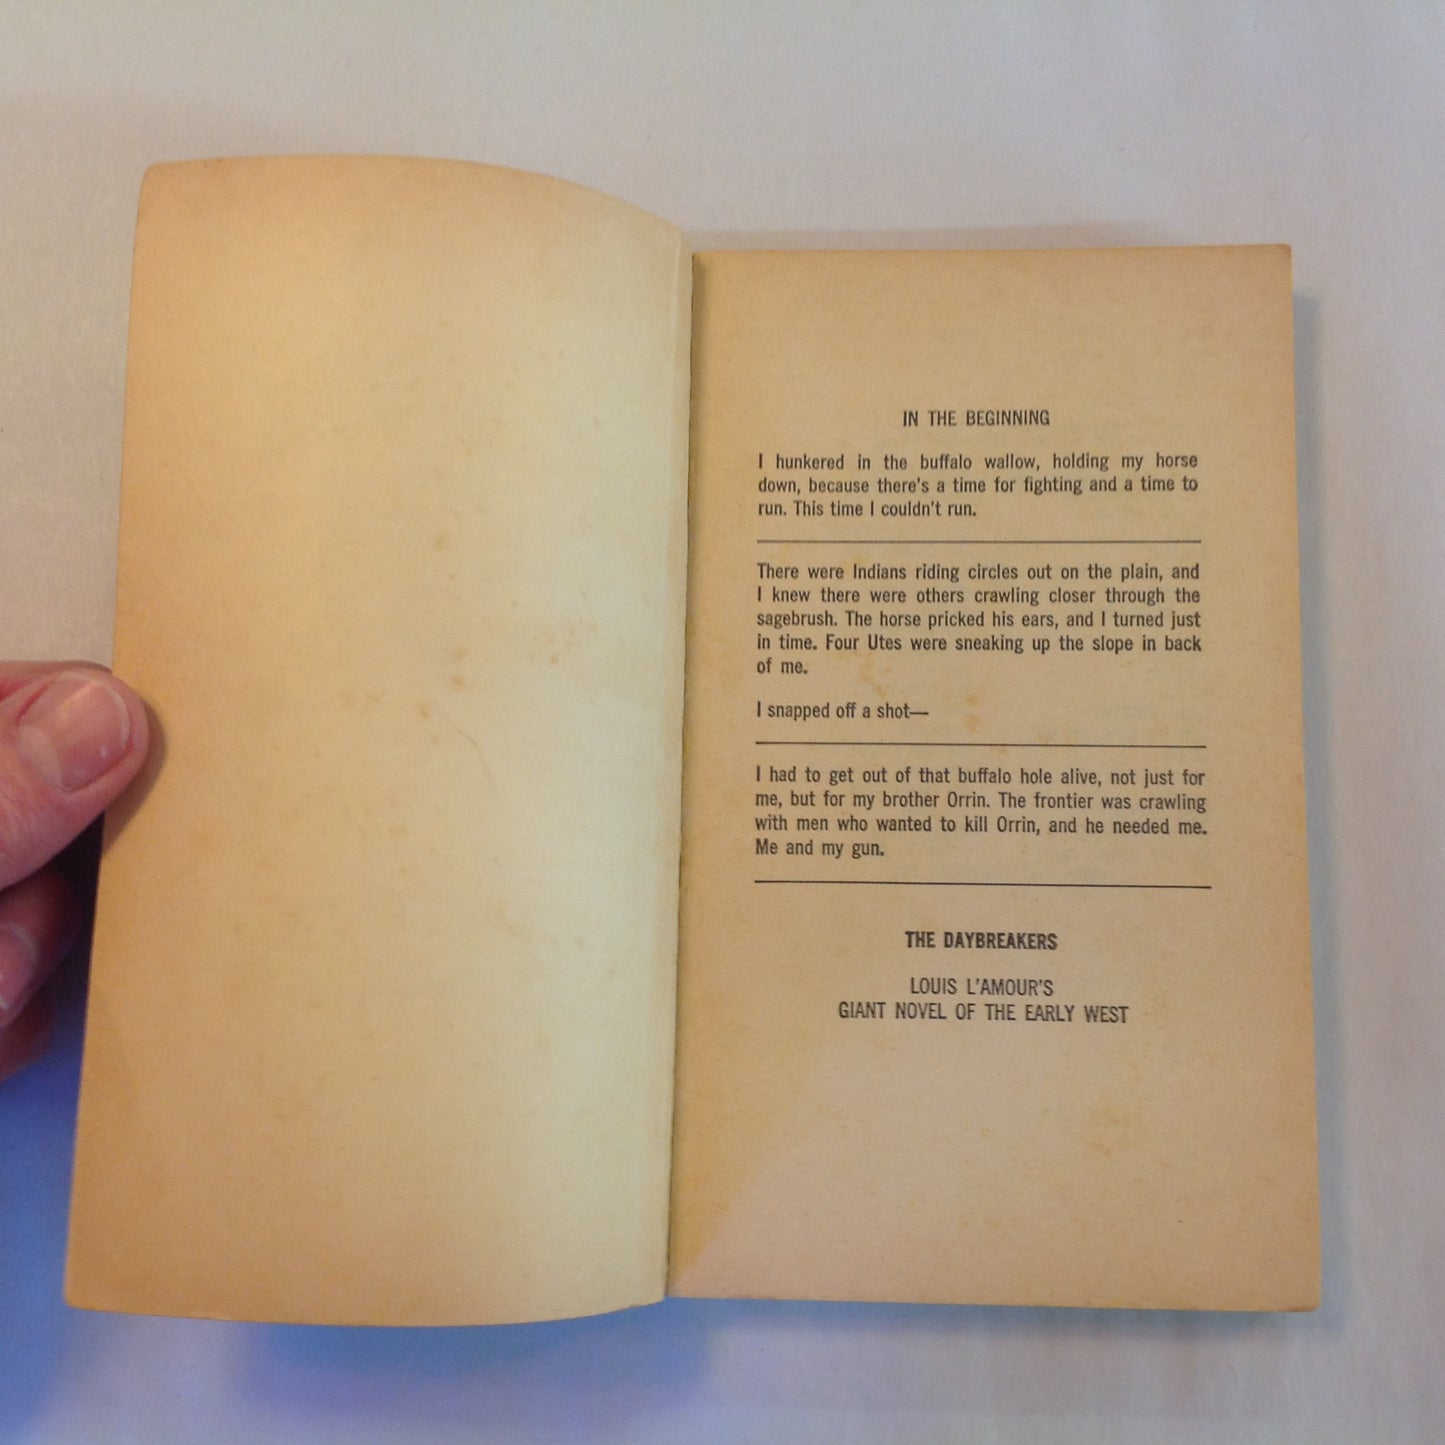 IN THE BEGINNING
I hunkered in the buffalo wallow, holding my horse
down, because there's a time for fighting and a time to
run. This time I couldn't run.
There were Indians riding circles out on the plain, and
I knew there were others crawling closer through the
sagebrush. The horse pricked his ears, and I turned just
in time. Four Utes were sneaking up the slope in back
of me.
I snapped off a shot—
I had to get out of that buffalo hole alive, not just for
me, but for my brother Orrin. The frontier was crawling
with men who wanted to kill Orrin, and he needed me.
Me and my gun.
THE DAYBREAKERS
LOUIS L'AMOUR'S
GIANT NOVEL OF THE EARLY WEST